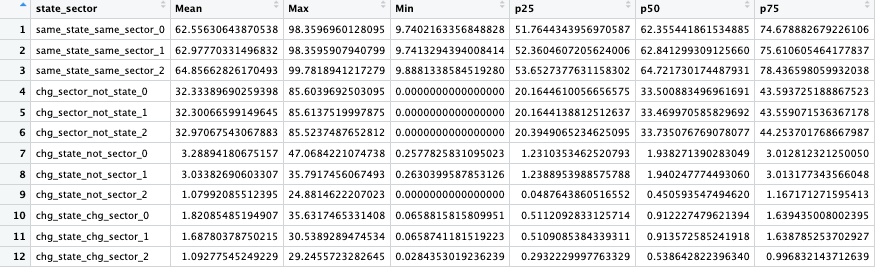 state_sector Mean Max Min p25 p50 p75
1 same_state_same_sector_0 62.55630643870538 98.3596960128095 9.7402163356848828 51.7644343956970587 62.355441861534885 74.678882679226106
2 same_state_same_sector_1 62.97770331496832 98.3595907940799 9.7413294394008414 52.3604607205624006 62.841299309125660 75.610605464177837
3 same_state_same_sector_2 64.85662826170493 99.7818941217279 9.8881338584519280 53.6527377631158302 64.721730174487931 78.436598059932038
4 chg_sector_not_state_0 32.33389690259398 85.6039692503095 0.0000000000000000 20.1644610056656575 33.500883496961691 43.593725188867523
5 chg_sector_not_state_1 32.30066599149645 85.6137519997875 0.0000000000000000 20.1644138812512637 33.469970585829692 43.559071536367178
6 chg_sector_not_state_2 32.97067543067883 85.5237487652812 0.0000000000000000 20.3949065234625095 33.735076769078077 44.253701768667987
7 chg_state_not_sector_0 3.28894180675157 47.0684221074738 0.2577825831095023 1.2310353462520793 1.938271390283049 3.012812321250050
8 chg_state_not_sector_1 3.03382690603307 35.7917456067493 0.2630399587853126 1.2388953988575788 1.940247774493060 3.013177343566048
9 chg_state_not_sector_2 1.07992085512395 24.8814622207023 0.0000000000000000 0.0487643860516552 0.450593547494620 1.167171271595413
10 chg_state_chg_sector_0 1.82085485194907 35.6317465331408 0.0658815815809951 0.5112092833125714 0.912227479621394 1.639435008002395
11 chg_state_chg_sector_1 1.68780378750215 30.5389289474534 0.0658741181519223 0.5109085384339311 0.913572585241918 1.638785253702927
12 chg_state_chg_sector_2 1.09277545249229 29.2455723282645 0.0028435301923623​9 0.2932229997763329 0.538642822306400 0.996832143712639